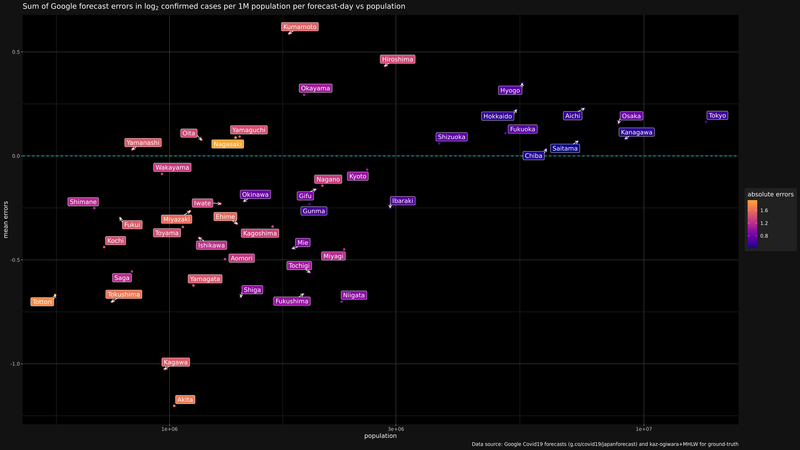 Sum of Google forecast errors in log₂ confirmed cases per 1M population per forecast-day vs population
Kumamoto
0.5
Hiroshima
Okayama
Hyogo
Hokkaido
Aichi
Osaka
Tokyo
Oita
Yamaguchi
Fukuoka
Kanagawa
Yamanashi
Nagasaki
Shizuoka
Saitama
0.0
Chiba
Wakayama
Kyoto
Nagano
Shimane
Iwate
Okinawa
Gifu
Ibaraki
Gunma
Fukui
Miyazaki
Ehime
Toyama
Kagoshima
Kochi
Ishikawa
Mie
Aomori
Miyagi
-0.5
Tochigi
Saga
Yamagata
Tottori
Tokushima
Shiga
Fukushima
Niigata
-1.0
Kagawa
Akita
mean errors
1e+06
3e+06
1e+07
population
absolute errors
1.6
1.2
0.8
Data source: Google Covid19 forecasts (g.co/covid19/japanforecast) and kaz-ogiwara+MHLW for ground-truth